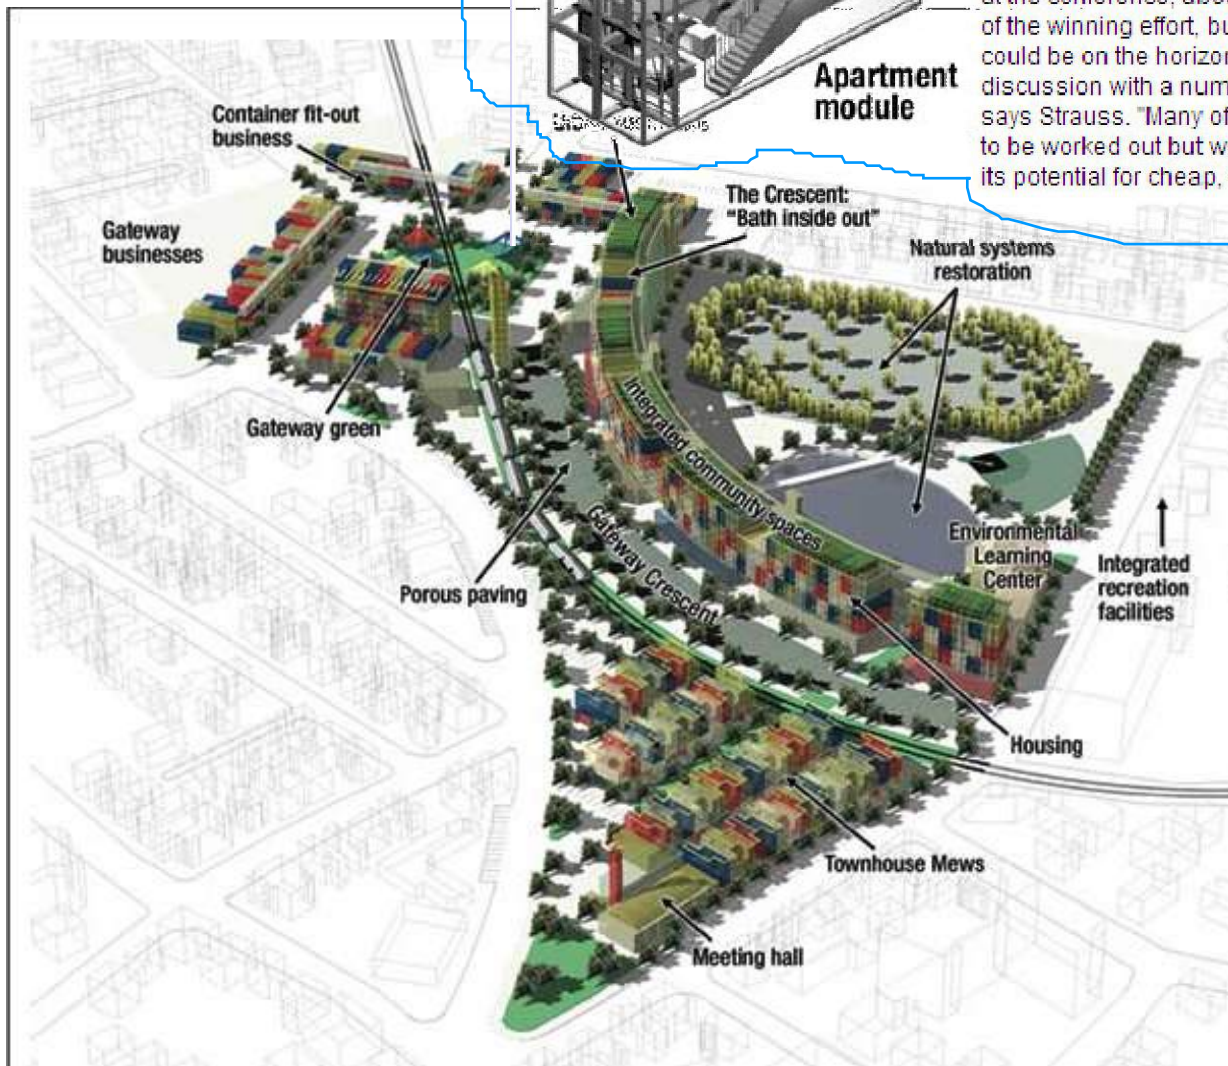 of the winning effort, bu
could be on the horizon
discussion with a num
says Strauss. "Many of
to be worked out but w
its potential for cheap,
Apartment
module
Container fit-out
business
Gateway
businesses
The Crescent:
"Bath inside out"
Natural systems
restoration
Gateway green
Integrated community spaces
Gateway Crescent
Porous paving
Environmental
Learning
Center
Integrated
recreation
facilities
Housing
Townhouse Mews
Meeting hall